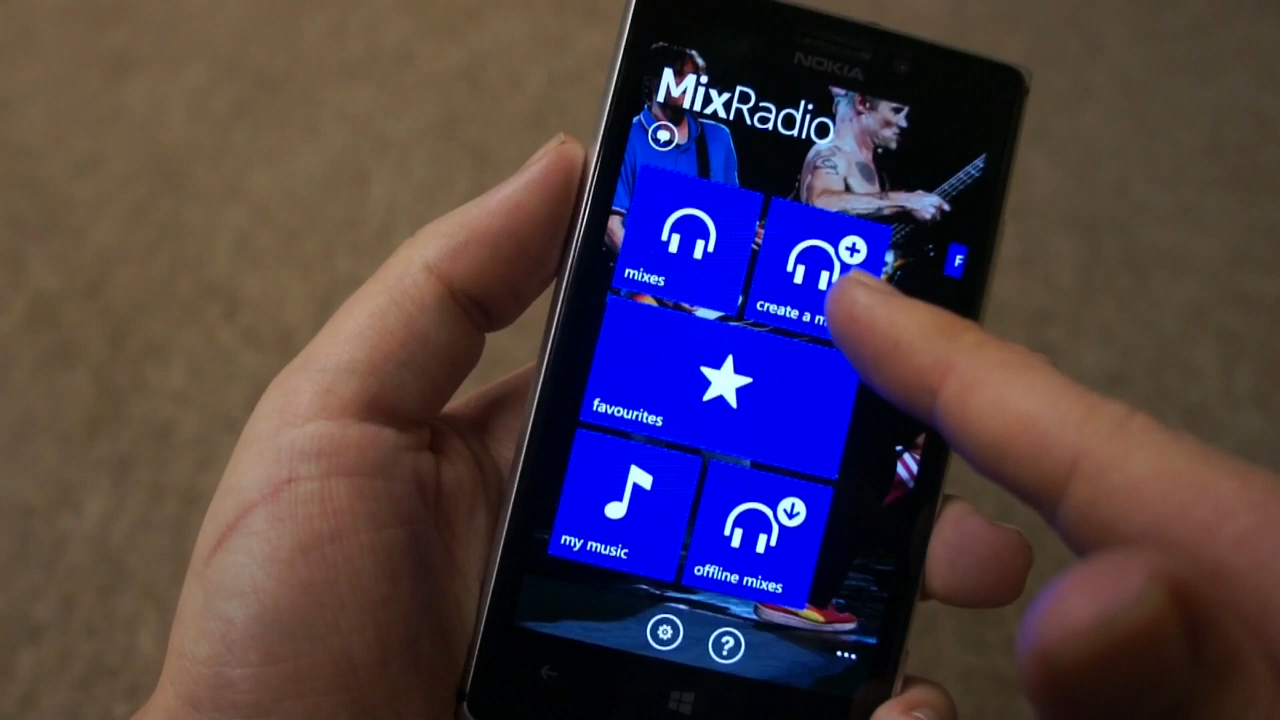 NOKIA
MixRadio
mixes
create a m
F
favourites
my music
offline mixes
?